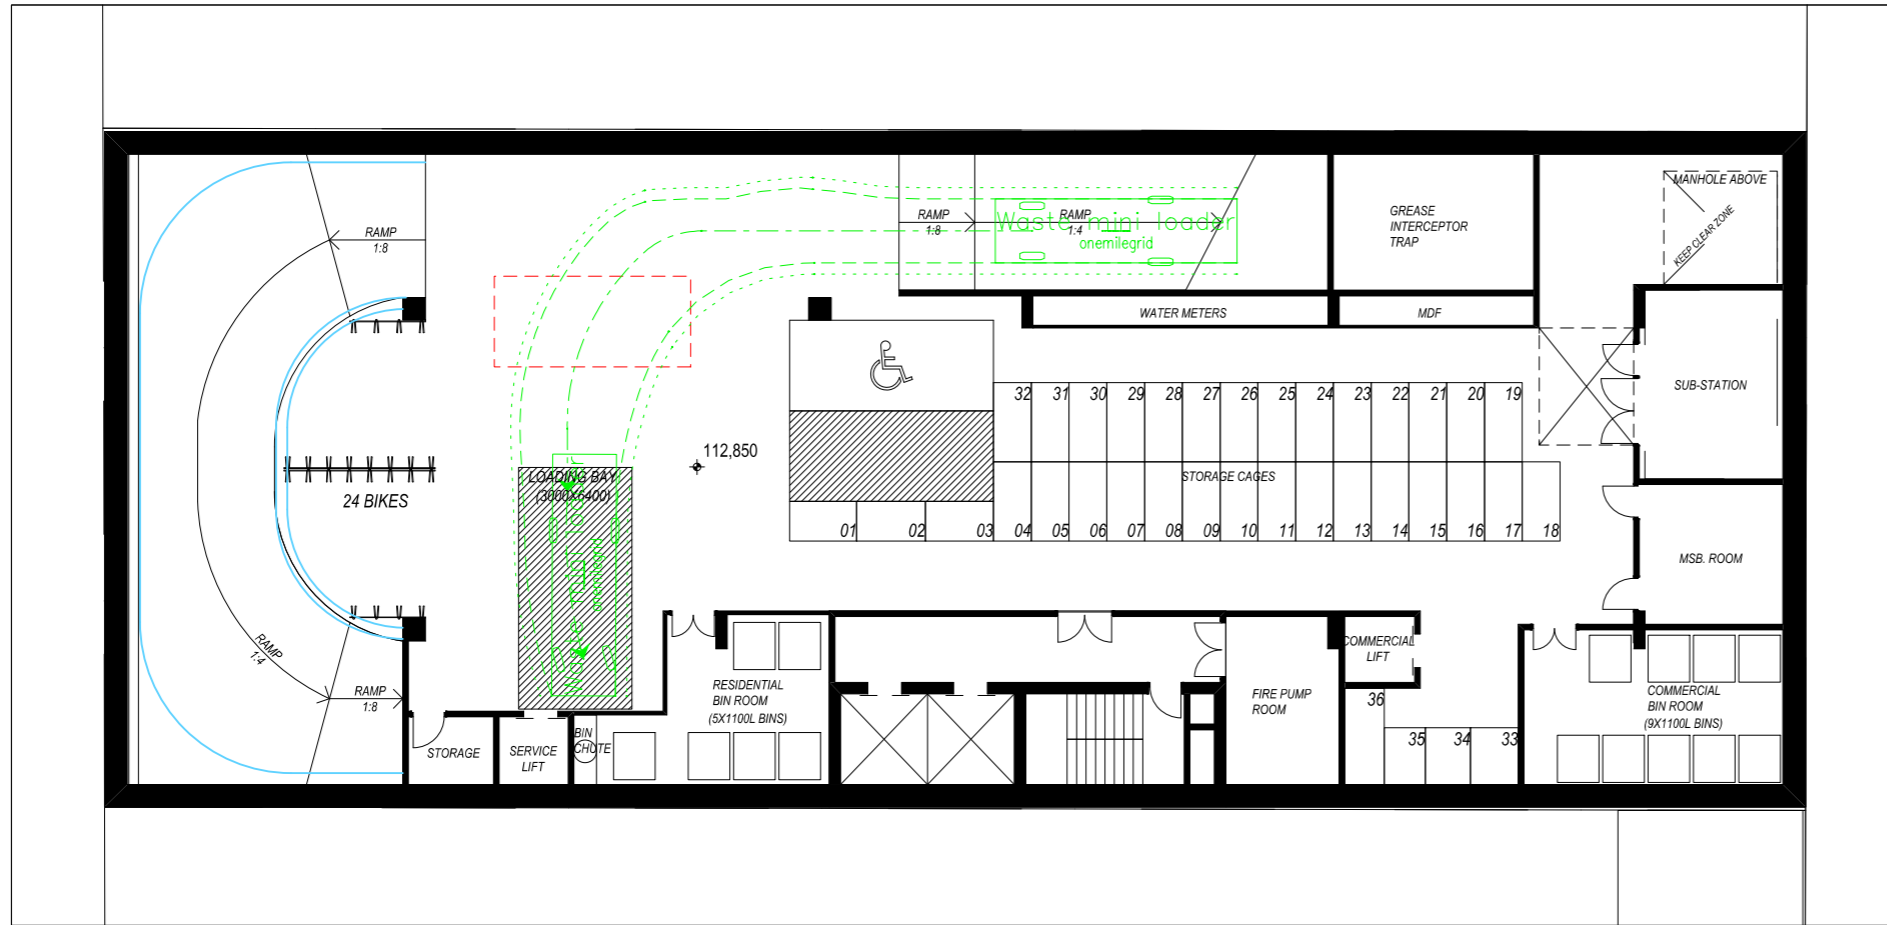 MANHOLE ABOVE
KEEP CLEAR ZONE
RAMP
1:8
RAMP
1:8
RAMP
1:4
Waste mini loader
onemilegrid
GREASE
INTERCEPTOR
TRAP
WATER METERS
MDF
SUB-STATION
32 31 30 29 28 27 26 25 24 23 22 21 20 19
112,850
LOADING BAY
(3000X6400)
Waste mini loader
onemilegrid
STORAGE CAGES
24 BIKES
01 02 03 04 05 06 07 08 09 10 11 12 13 14 15 16 17 18
MSB. ROOM
RAMP
1:4
RAMP
1:8
COMMERCIAL
LIFT
RESIDENTIAL
BIN ROOM
(5X1100L BINS)
FIRE PUMP
ROOM
COMMERCIAL
BIN ROOM
(9X1100L BINS)
36
35 34 33
STORAGE
SERVICE
LIFT
BIN
CHUTE